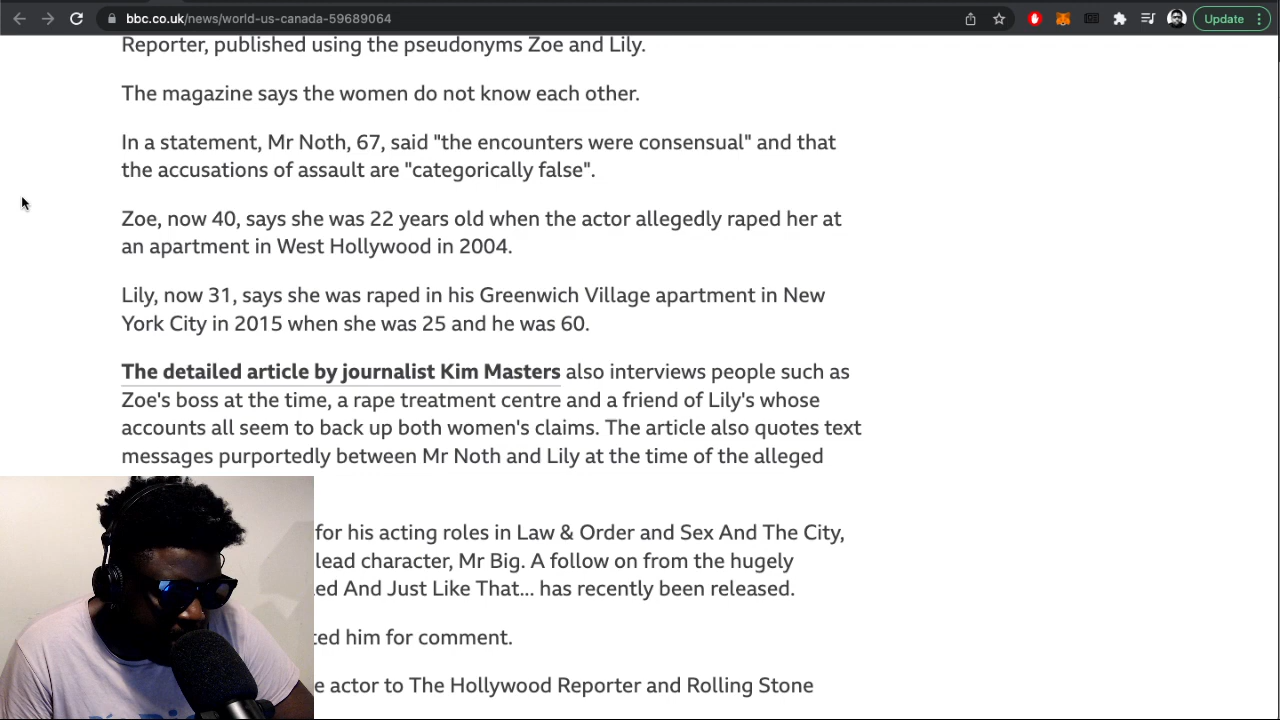 bbc.co.uk/news/world-us-canada-59689064
Update
Reporter, published using the pseudonyms Zoe and Lily.
The magazine says the women do not know each other.
In a statement, Mr Noth, 67, said "the encounters were consensual" and that
the accusations of assault are "categorically false".
Zoe, now 40, says she was 22 years old when the actor allegedly raped her at
an apartment in West Hollywood in 2004.
Lily, now 31, says she was raped in his Greenwich Village apartment in New
York City in 2015 when she was 25 and he was 60.
The detailed article by journalist Kim Masters also interviews people such as
Zoe's boss at the time, a rape treatment centre and a friend of Lily's whose
accounts all seem to back up both women's claims. The article also quotes text
messages purportedly between Mr Noth and Lily at the time of the alleged
for his acting roles in Law & Order and Sex And The City,
lead character, Mr Big. A follow on from the hugely
And Just Like That... has recently been released.
him for comment.
actor to The Hollywood Reporter and Rolling Stone